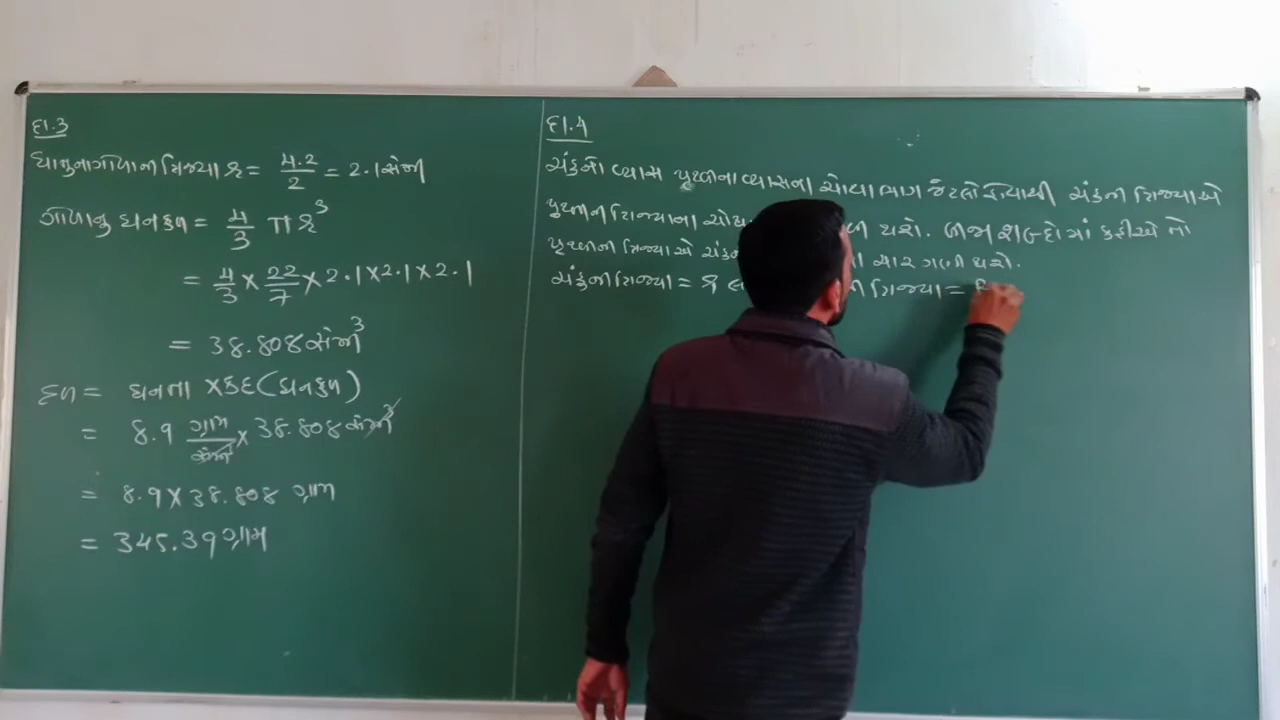 દા.3
ધાતુના ગોળાની ત્રિજ્યા r = 4.2/2 = 2.1 સેમી
ગોળાનુ ઘનફળ = 4/3 π r³
= 4/3 × 22/7 × 2.1 × 2.1 × 2.1
= 38.808 સેમી³
દળ = ઘનતા × કદ (ઘનફળ)
= 8.9 ગ્રામ/સેમી³ × 38.808 સેમી³
= 8.9 × 38.808 ગ્રામ
= 345.39 ગ્રામ
દા.4
ચંદ્રનો વ્યાસ પૃથ્વીના વ્યાસના ચોથા ભાગ જેટલો હોવાથી ચંદ્રની ત્રિજ્યા એ
પૃથ્વીની ત્રિજ્યાના થશે. બીજા શબ્દોમાં કહીએ તો
પૃથ્વીની ત્રિજ્યા એ ચાર ગણી થશે.
ચંદ્રની ત્રિજ્યા = r ત્રિજ્યા =